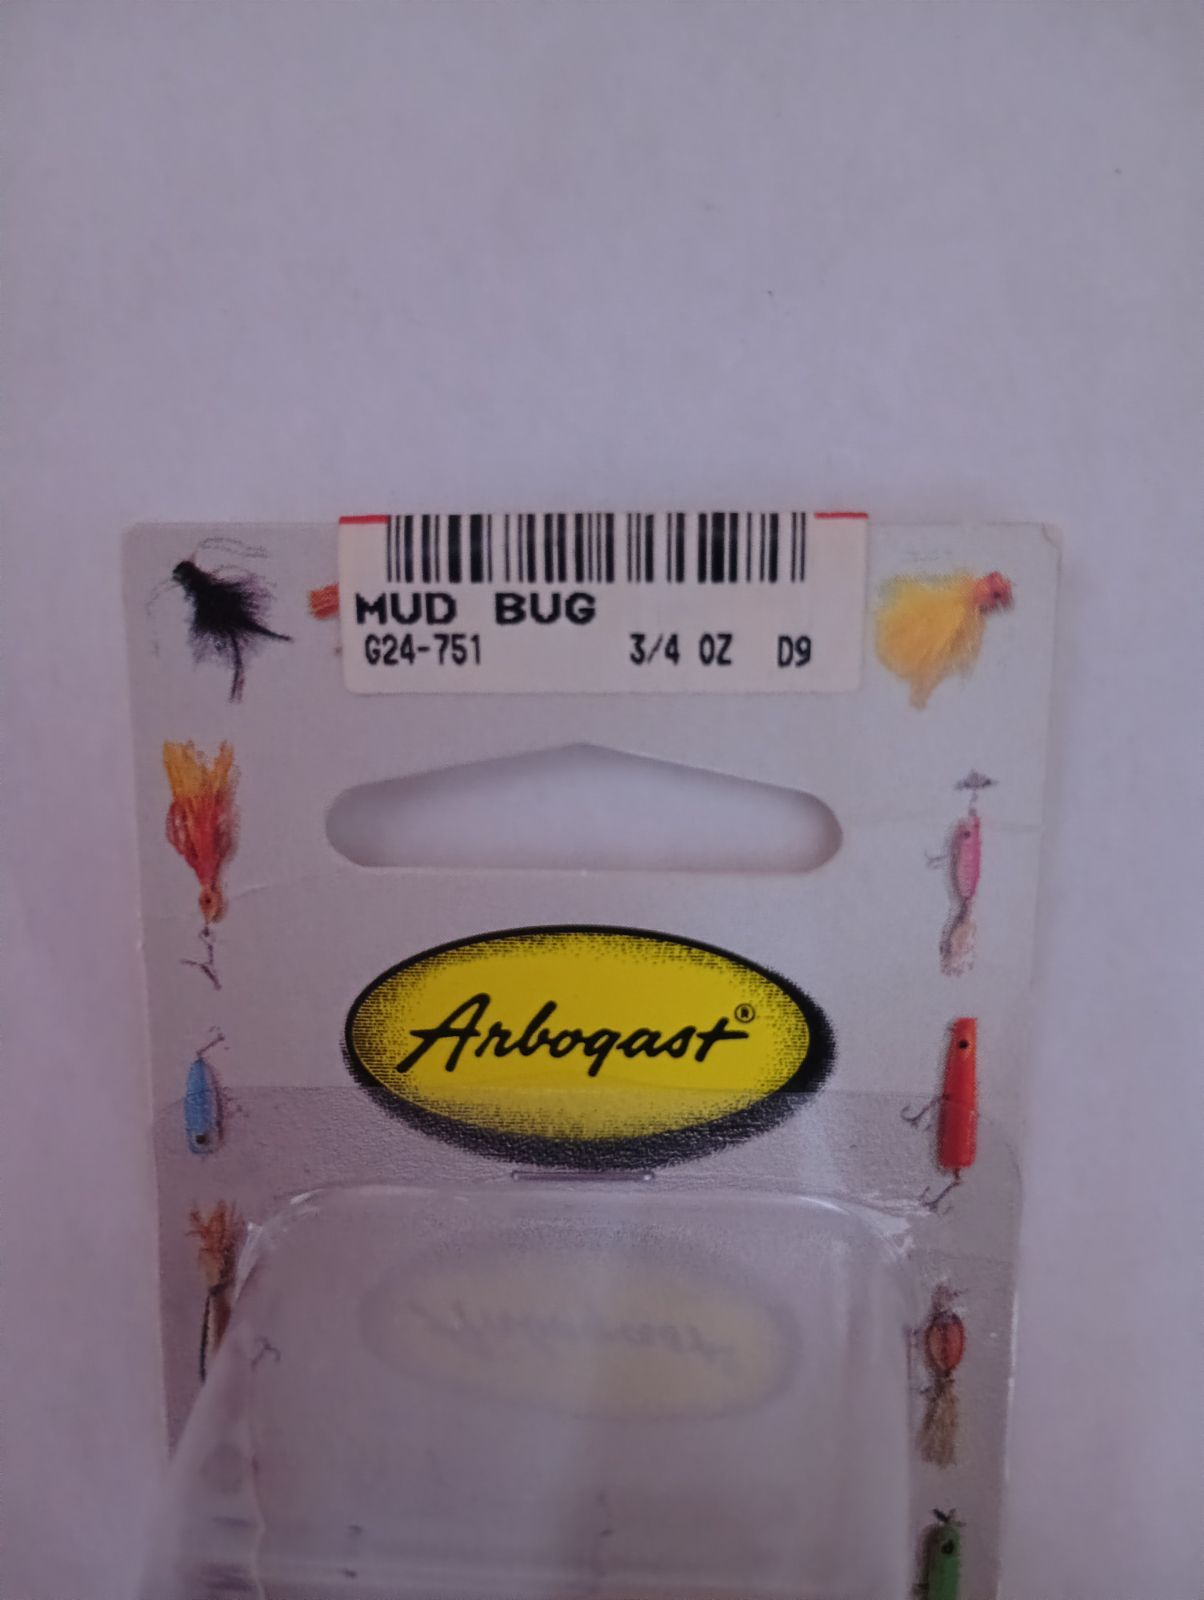 MUD BUG
G24-751 3/4 OZ D9
Arbogast®